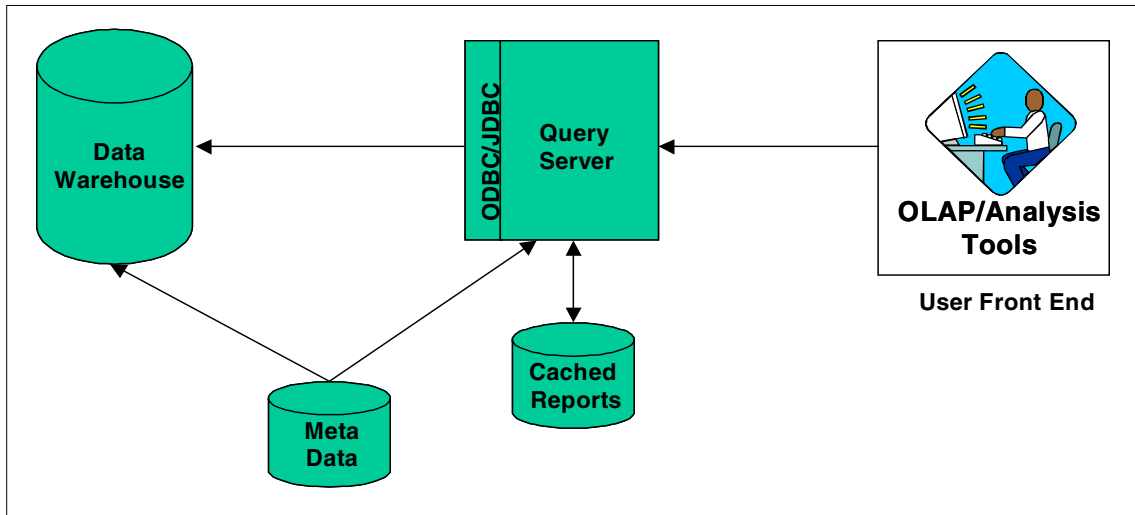 Data
Warehouse
ODBC/JDBC
Query
Server
OLAP/Analysis
Tools
User Front End
Cached
Reports
Meta
Data